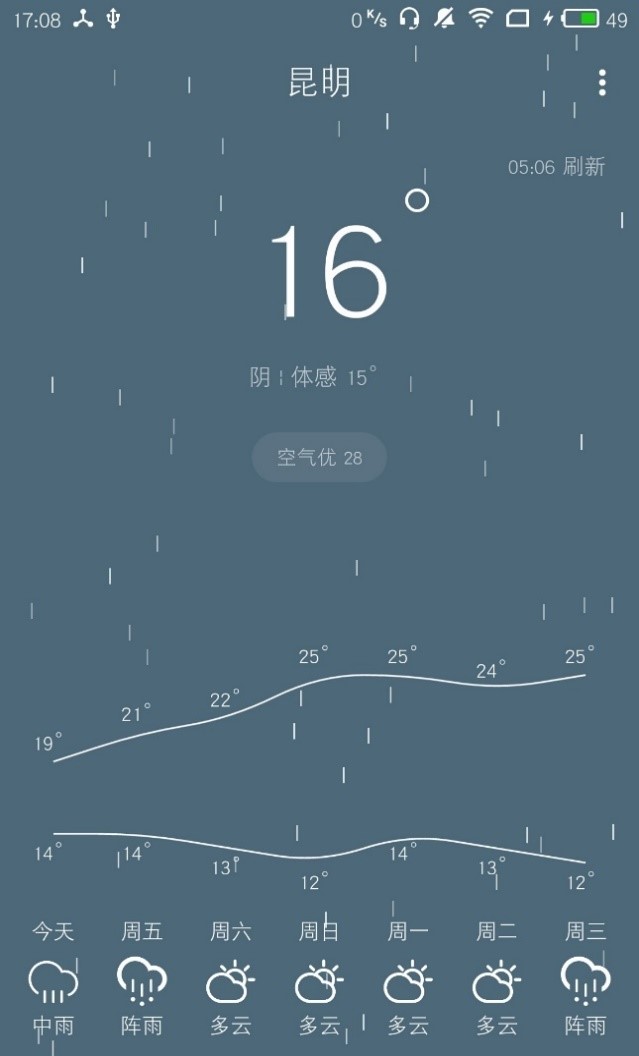 17:08 0 K/s 49
昆明
05:06 刷新
16°
阴 ¦ 体感 15°
空气优 28
19° 21° 22° 25° 25° 24° 25°
14° 14° 13° 12° 14° 13° 12°
今天 周五 周六 周日 周一 周二 周三
中雨 阵雨 多云 多云 多云 多云 阵雨